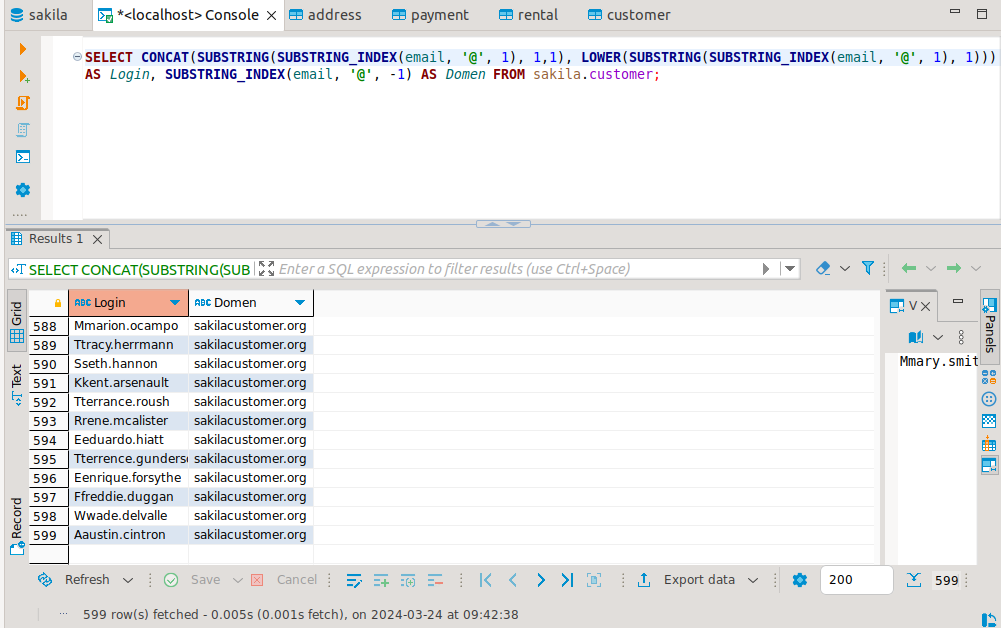 sakila
*<localhost> Console
address
payment
rental
customer
SELECT CONCAT(SUBSTRING(SUBSTRING_INDEX(email, '@', 1), 1,1), LOWER(SUBSTRING(SUBSTRING_INDEX(email, '@', 1), 1)))
AS Login, SUBSTRING_INDEX(email, '@', -1) AS Domen FROM sakila.customer;
Results 1
SELECT CONCAT(SUBSTRING(SUB
Enter a SQL expression to filter results (use Ctrl+Space)
Grid
Text
Record
ABC Login
ABC Domen
588 Mmarion.ocampo sakilacustomer.org
589 Ttracy.herrmann sakilacustomer.org
590 Sseth.hannon sakilacustomer.org
591 Kkent.arsenault sakilacustomer.org
592 Tterrance.roush sakilacustomer.org
593 Rrene.mcalister sakilacustomer.org
594 Eeduardo.hiatt sakilacustomer.org
595 Tterrence.gunders sakilacustomer.org
596 Eenrique.forsythe sakilacustomer.org
597 Ffreddie.duggan sakilacustomer.org
598 Wwade.delvalle sakilacustomer.org
599 Aaustin.cintron sakilacustomer.org
V
Mmary.smit
Panels
Refresh
Save
Cancel
Export data
200
599
599 row(s) fetched - 0.005s (0.001s fetch), on 2024-03-24 at 09:42:38